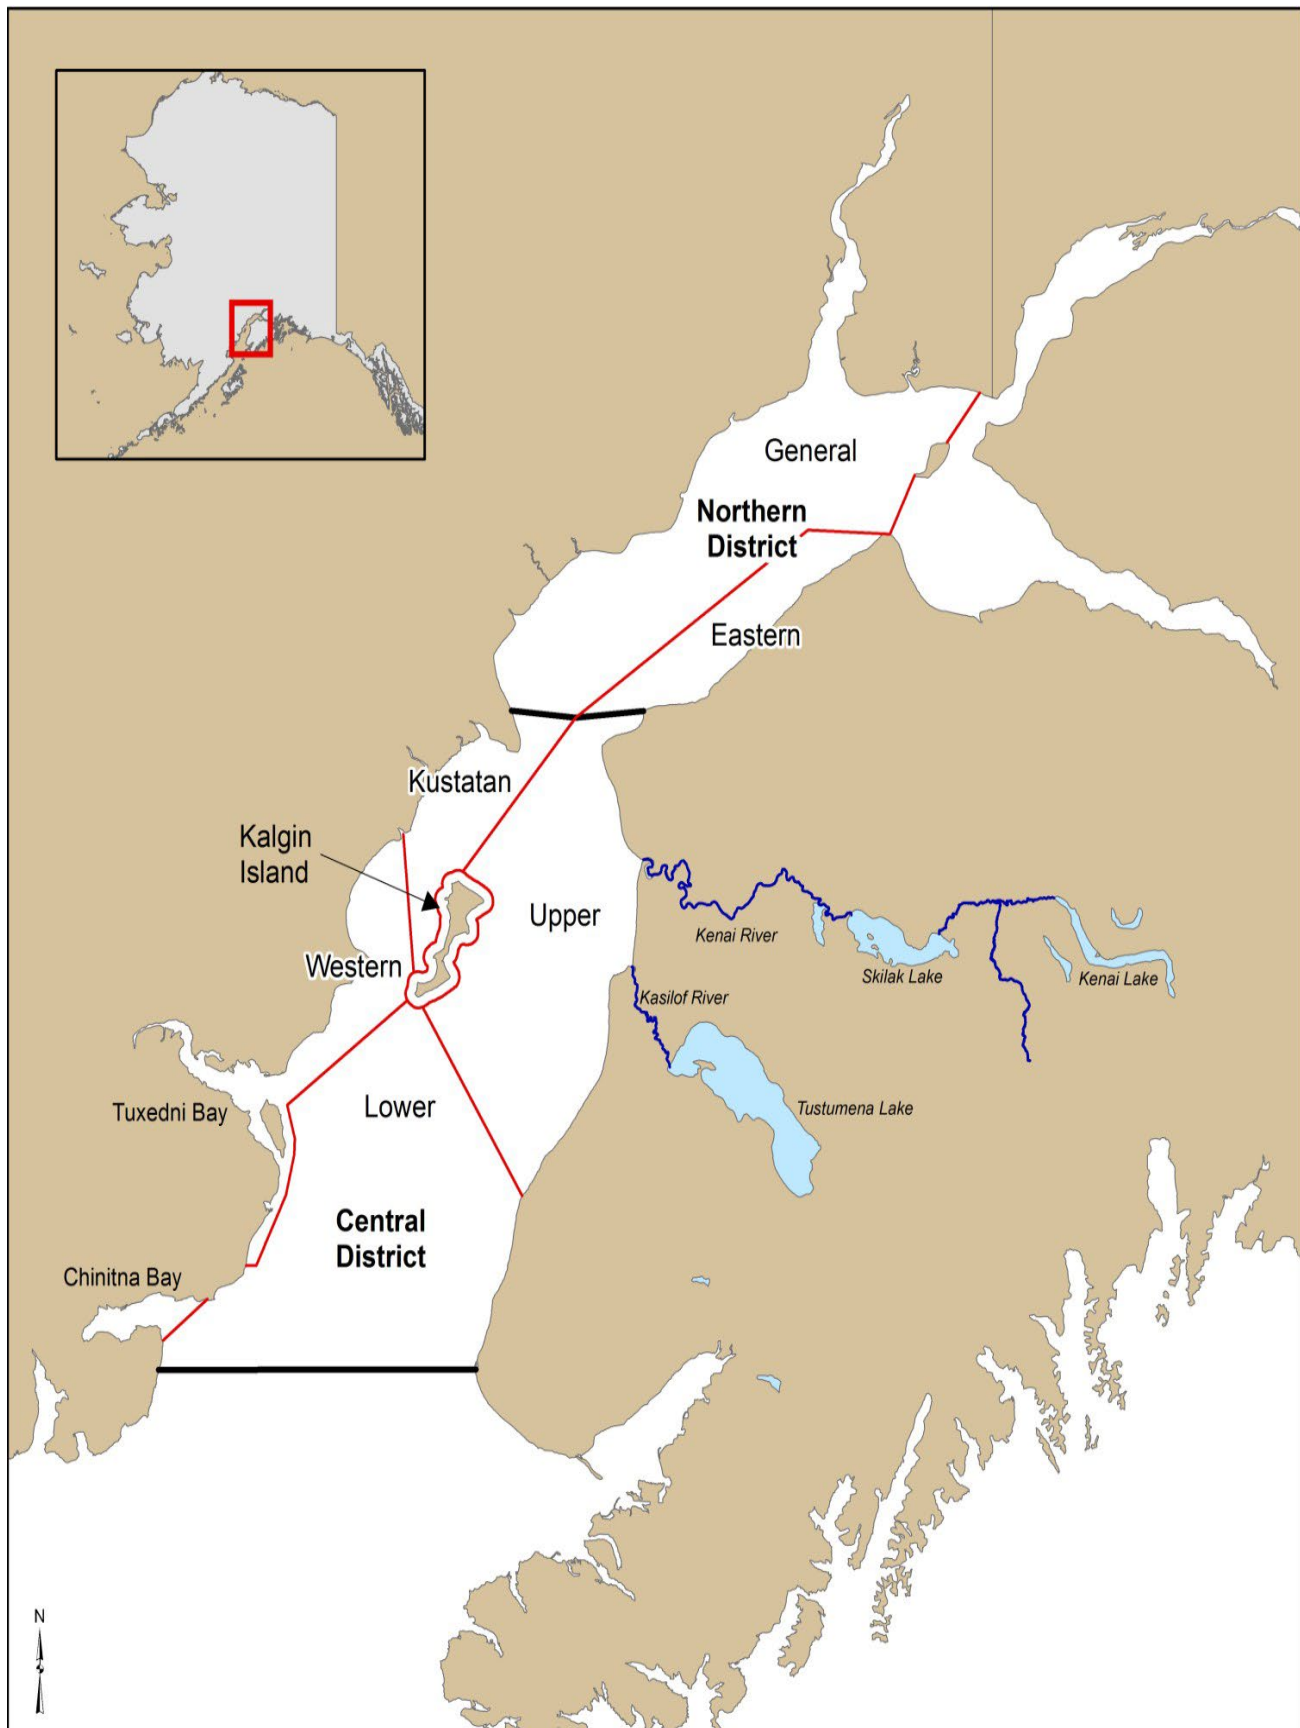 General
Northern
District
Eastern
Kustatan
Kalgin
Island
Upper
Kenai River
Skilak Lake
Kenai Lake
Western
Kasilof River
Tuxedni Bay
Lower
Tustumena Lake
Central
District
Chinitna Bay
N